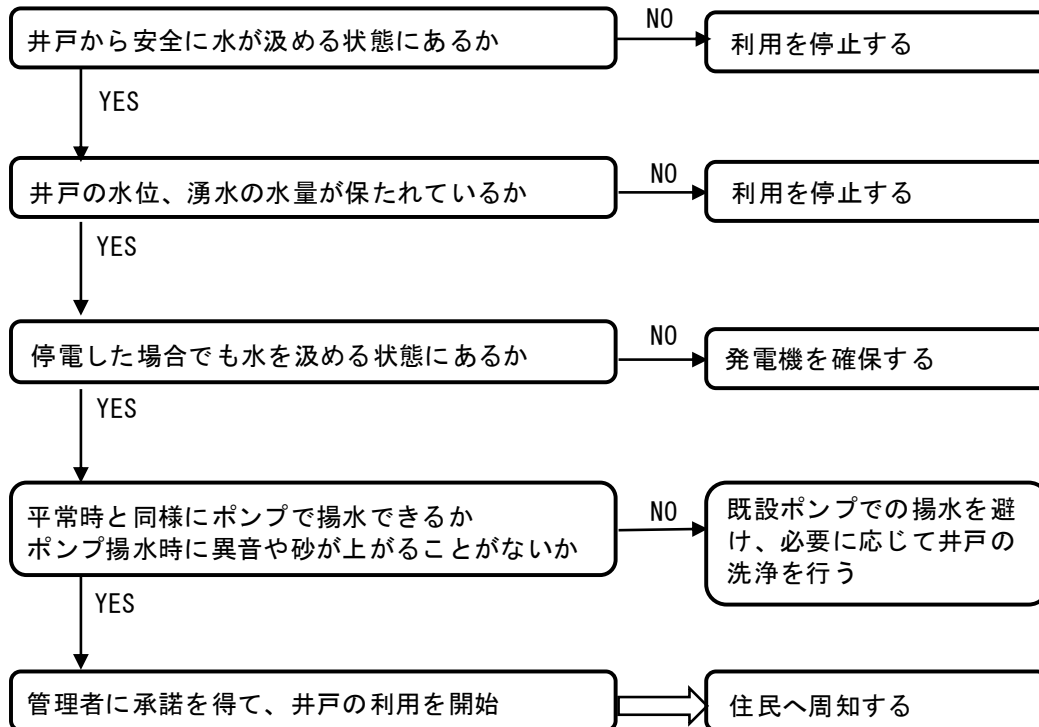 井戸から安全に水が汲める状態にあるか
NO
利用を停止する
YES
井戸の水位、湧水の水量が保たれているか
NO
利用を停止する
YES
停電した場合でも水を汲める状態にあるか
NO
発電機を確保する
YES
平常時と同様にポンプで揚水できるか
ポンプ揚水時に異音や砂が上がることがないか
NO
既設ポンプでの揚水を避
け、必要に応じて井戸の
洗浄を行う
YES
管理者に承諾を得て、井戸の利用を開始
住民へ周知する